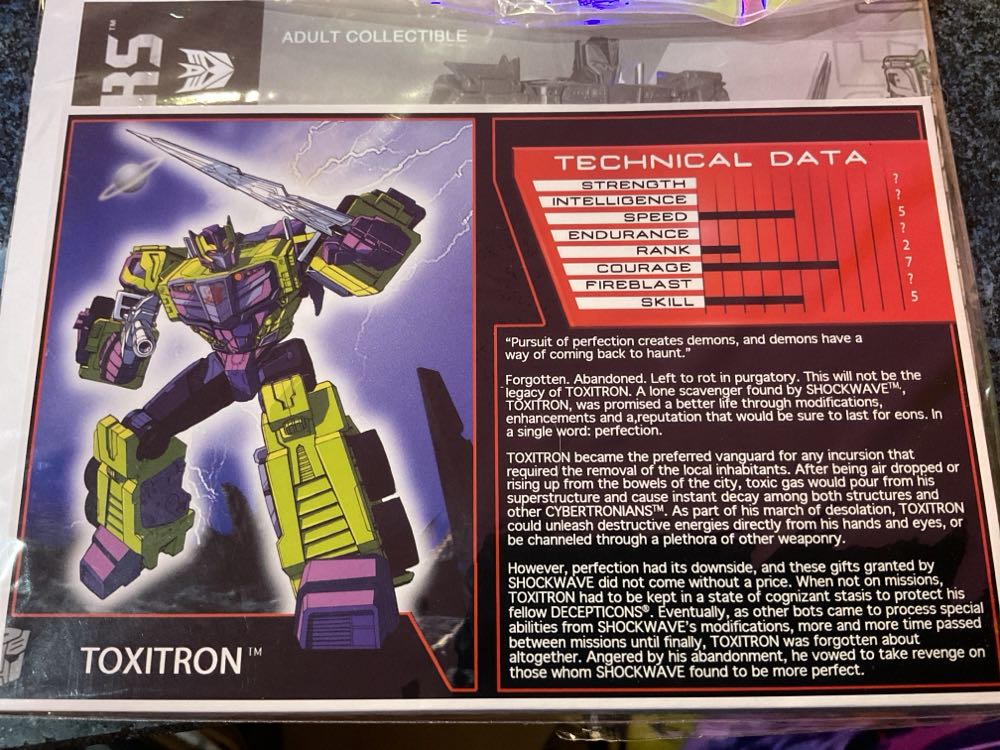 RS™
ADULT COLLECTIBLE
TECHNICAL DATA
STRENGTH ?
INTELLIGENCE ?
SPEED 5
ENDURANCE ?
RANK 2
COURAGE 7
FIREBLAST ?
SKILL 5
"Pursuit of perfection creates demons, and demons have a
way of coming back to haunt."
Forgotten. Abandoned. Left to rot in purgatory. This will not be the
legacy of TOXITRON. A lone scavenger found by SHOCKWAVE™,
TOXITRON, was promised a better life through modifications,
enhancements and a reputation that would be sure to last for eons. In
a single word: perfection.
TOXITRON became the preferred vanguard for any incursion that
required the removal of the local inhabitants. After being air dropped or
rising up from the bowels of the city, toxic gas would pour from his
superstructure and cause instant decay among both structures and
other CYBERTRONIANS™. As part of his march of desolation, TOXITRON
could unleash destructive energies directly from his hands and eyes, or
be channeled through a plethora of other weaponry.
However, perfection had its downside, and these gifts granted by
SHOCKWAVE did not come without a price. When not on missions,
TOXITRON had to be kept in a state of cognizant stasis to protect his
fellow DECEPTICONS®. Eventually, as other bots came to process special
abilities from SHOCKWAVE's modifications, more and more time passed
between missions until finally, TOXITRON was forgotten about
altogether. Angered by his abandonment, he vowed to take revenge on
those whom SHOCKWAVE found to be more perfect.
TOXITRON™